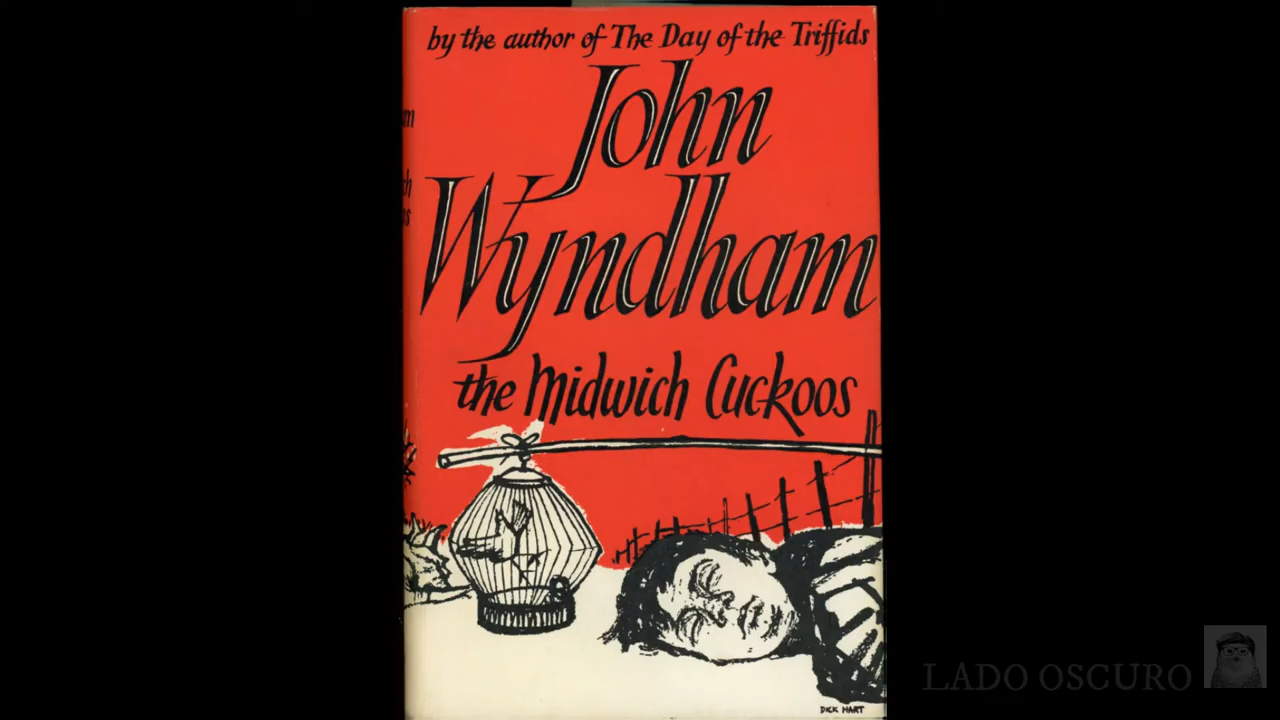 by the author of The Day of the Triffids
John
Wyndham
the Midwich Cuckoos
DICK HART
LADO OSCURO